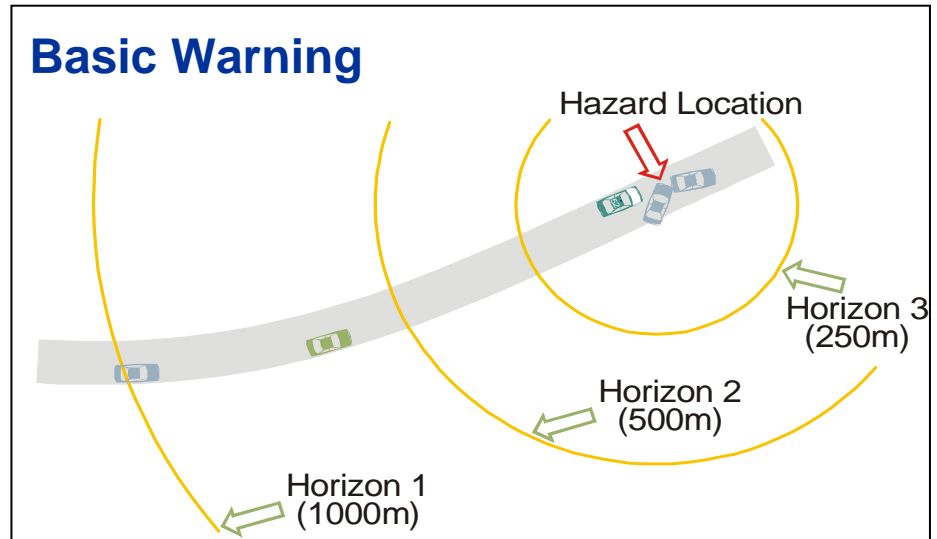 Basic Warning
Hazard Location
Horizon 3
(250m)
Horizon 2
(500m)
Horizon 1
(1000m)